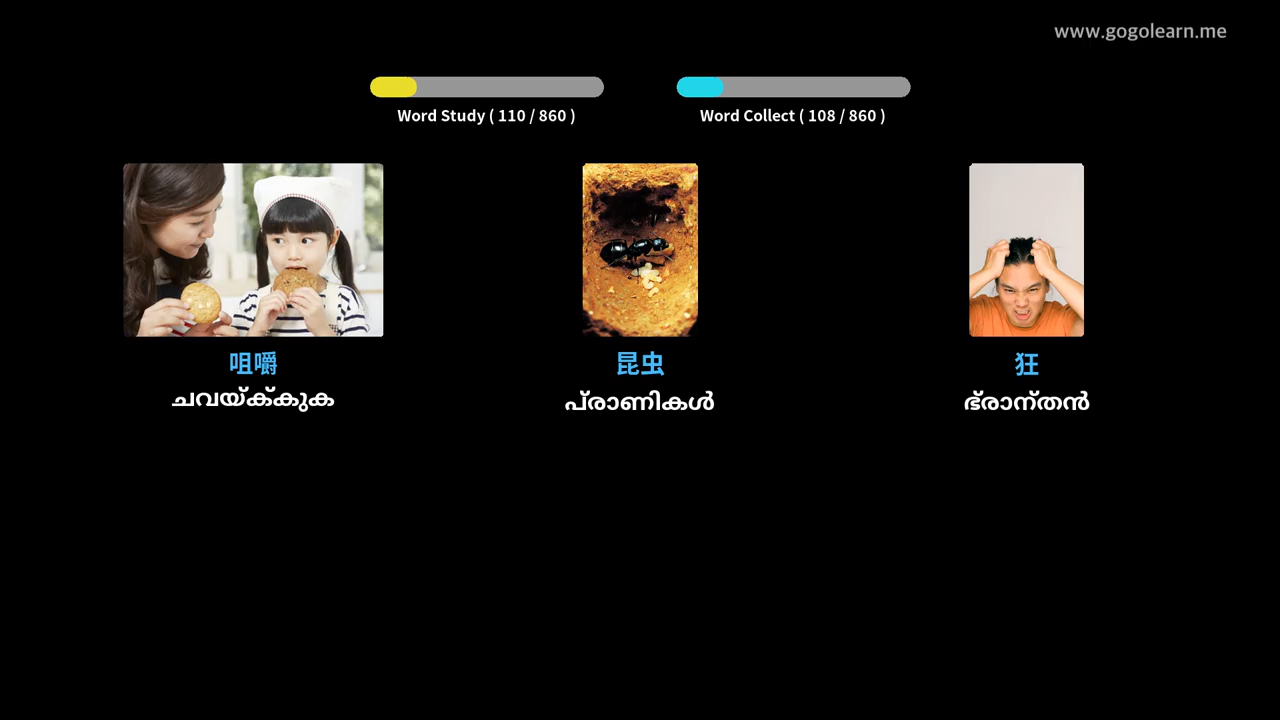 www.gogolearn.me
Word Study ( 110 / 860 )
Word Collect ( 108 / 860 )
咀嚼
昆虫
狂
ചവയ്ക്കുക
പ്രാണികൾ
ഭ്രാന്തൻ